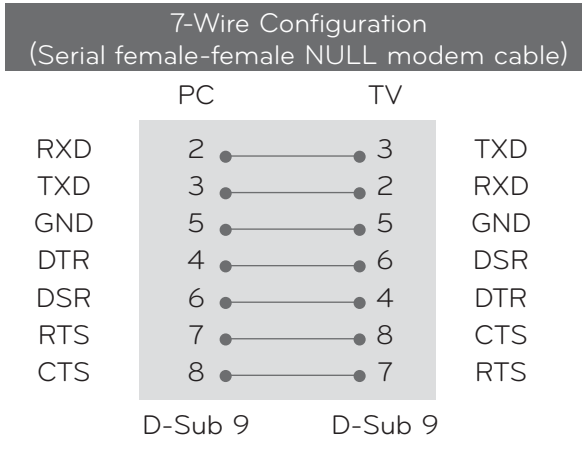 7-Wire Configuration
(Serial female-female NULL modem cable)
PC TV
RXD 2 3 TXD
TXD 3 2 RXD
GND 5 5 GND
DTR 4 6 DSR
DSR 6 4 DTR
RTS 7 8 CTS
CTS 8 7 RTS
D-Sub 9 D-Sub 9